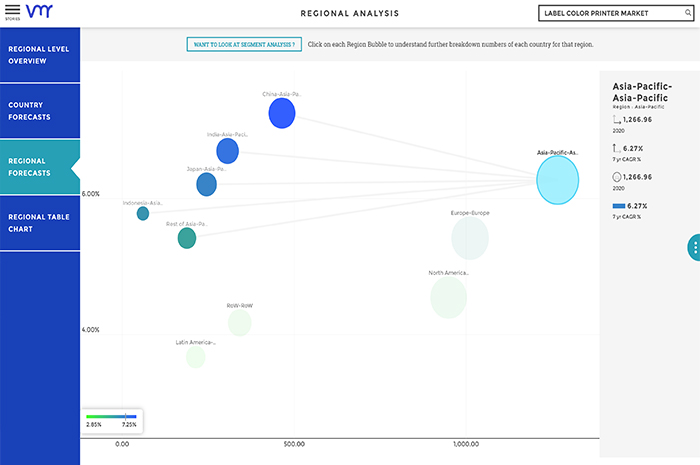 STORIES
vmr
REGIONAL ANALYSIS
LABEL COLOR PRINTER MARKET
REGIONAL LEVEL
OVERVIEW
COUNTRY
FORECASTS
REGIONAL
FORECASTS
REGIONAL TABLE
CHART
WANT TO LOOK AT SEGMENT ANALYSIS ?
Click on each Region Bubble to understand further breakdown numbers of each country for that region.
China-Asia-Pa...
India-Asia-Paci...
Japan-Asia-Pa...
Indonesia-Asia...
Rest of Asia-Pa...
Asia-Pacific-As...
Europe-Europe
North America...
RoW-RoW
Latin America-...
6.00%
4.00%
2.85%
7.25%
0.00
500.00
1,000.00
Asia-Pacific-
Asia-Pacific
Region : Asia-Pacific
1,266.96
2020
6.27%
7 yr CAGR %
1,266.96
2020
6.27%
7 yr CAGR %